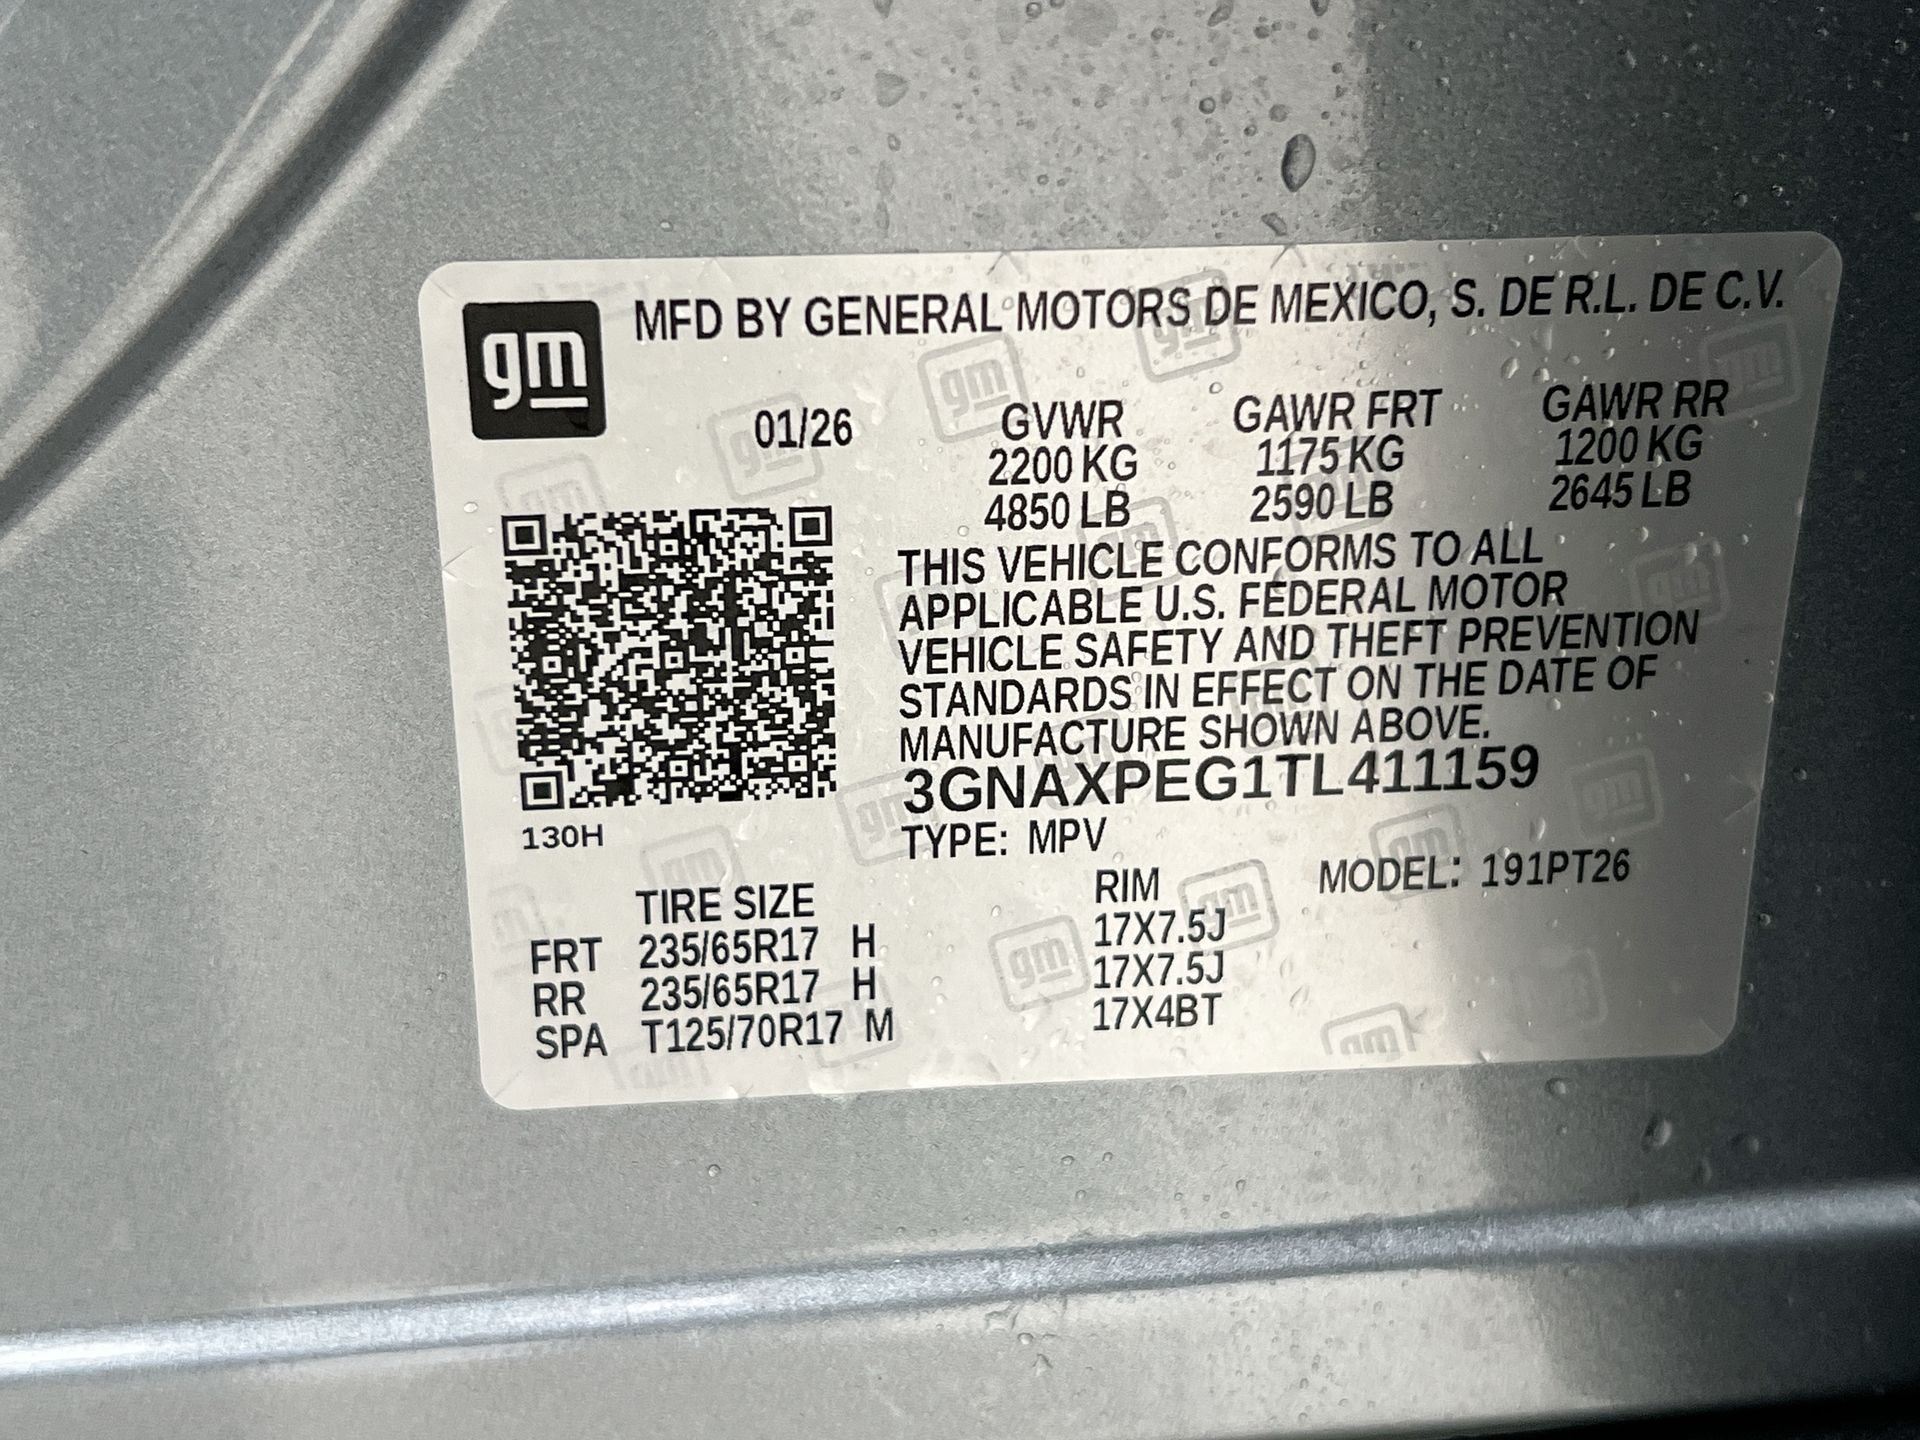 gm MFD BY GENERAL MOTORS DE MEXICO, S. DE R.L. DE C.V.
01/26 GVWR GAWR FRT GAWR RR
2200 KG 1175 KG 1200 KG
4850 LB 2590 LB 2645 LB
THIS VEHICLE CONFORMS TO ALL
APPLICABLE U.S. FEDERAL MOTOR
VEHICLE SAFETY AND THEFT PREVENTION
STANDARDS IN EFFECT ON THE DATE OF
MANUFACTURE SHOWN ABOVE.
3GNAXPEG1TL411159
130H
TYPE: MPV
MODEL: 191PT26
TIRE SIZE RIM
FRT 235/65R17 H 17X7.5J
RR 235/65R17 H 17X7.5J
SPA T125/70R17 M 17X4BT